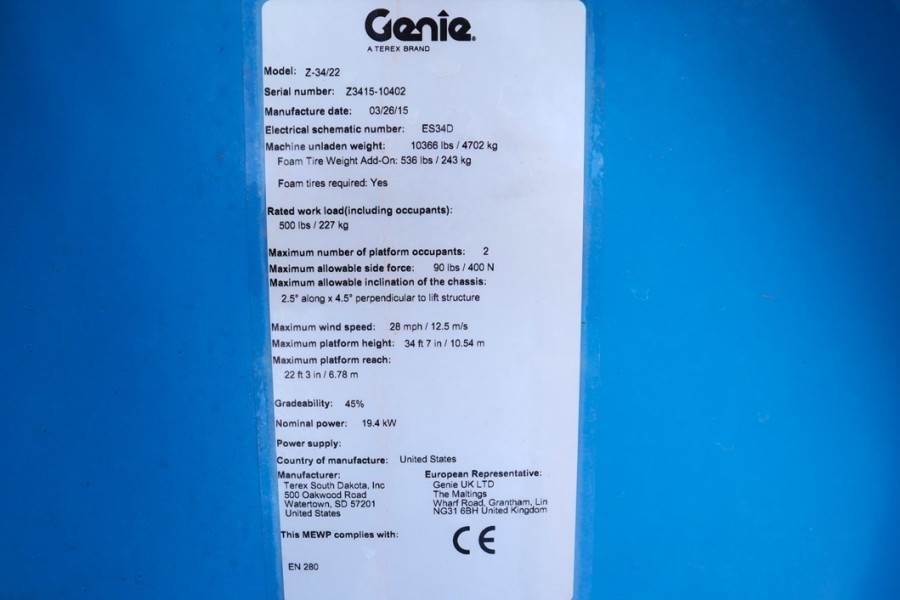 Genie.
A TEREX BRAND
Model: Z-34/22
Serial number: Z3415-10402
Manufacture date: 03/26/15
Electrical schematic number: ES34D
Machine unladen weight: 10366 lbs / 4702 kg
Foam Tire Weight Add-On: 536 lbs / 243 kg
Foam tires required: Yes
Rated work load(including occupants):
500 lbs / 227 kg
Maximum number of platform occupants: 2
Maximum allowable side force: 90 lbs / 400 N
Maximum allowable inclination of the chassis:
2.5° along x 4.5° perpendicular to lift structure
Maximum wind speed: 28 mph / 12.5 m/s
Maximum platform height: 34 ft 7 in / 10.54 m
Maximum platform reach:
22 ft 3 in / 6.78 m
Gradeability: 45%
Nominal power: 19.4 kW
Power supply:
Country of manufacture: United States
Manufacturer:
Terex South Dakota, Inc
500 Oakwood Road
Watertown, SD 57201
United States
European Representative:
Genie UK LTD
The Maltings
Wharf Road, Grantham, Lin
NG31 6BH United Kingdom
This MEWP complies with: CE
EN 280